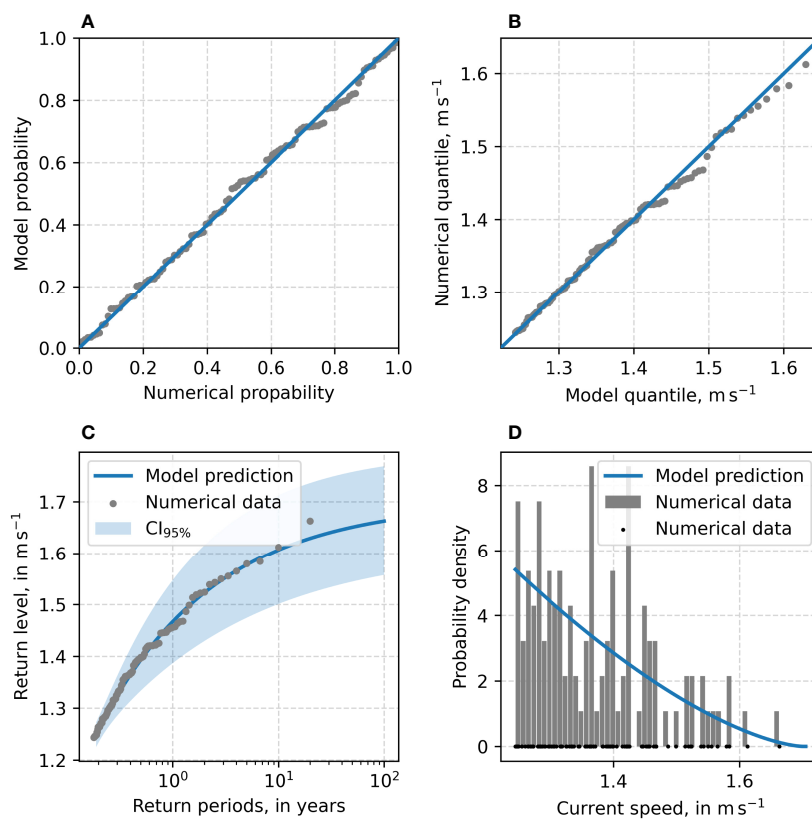 A
1.0
0.8
0.6
0.4
0.2
0.0
Model probability
0.0 0.2 0.4 0.6 0.8 1.0
Numerical propability
B
1.6
1.5
1.4
1.3
Numerical quantile, m s⁻¹
1.3 1.4 1.5 1.6
Model quantile, m s⁻¹
C
Model prediction
Numerical data
CI₉₅%
1.7
1.6
1.5
1.4
1.3
1.2
Return level, in m s⁻¹
10⁰ 10¹ 10²
Return periods, in years
D
Model prediction
Numerical data
Numerical data
8
6
4
2
0
Probability density
1.4 1.6
Current speed, in m s⁻¹